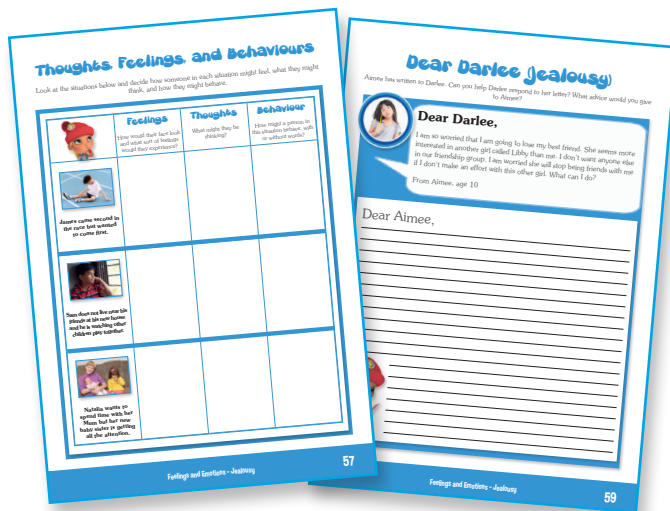 Thoughts, Feelings, and Behaviours
Look at the situations below and decide how someone in each situation might feel, what they might
think, and how they might behave.
Feelings
How would their face look
and what sort of feelings
would they experience?
Thoughts
What might they be
thinking?
Behaviour
How might a person in
this situation behave, with
or without words?
James came second in
the race but wanted
to come first.
Sam does not live near his
friends at his new house
and he is watching other
children play together.
Natalia wants to
spend time with her
Mum but her new
baby sister is getting
all the attention.
Feelings and Emotions - Jealousy
57
Dear Darlee (Jealousy)
Aimee has written to Darlee. Can you help Darlee respond to her letter? What advice would you give
to Aimee?
Dear Darlee,
I am so worried that I am going to lose my best friend. She seems more
interested in another girl called Libby than me. I don't want anyone else
in our friendship group. I am worried she will stop being friends with me
if I don't make an effort with this other girl. What can I do?
From Aimee, age 10
Dear Aimee,
Feelings and Emotions - Jealousy
59